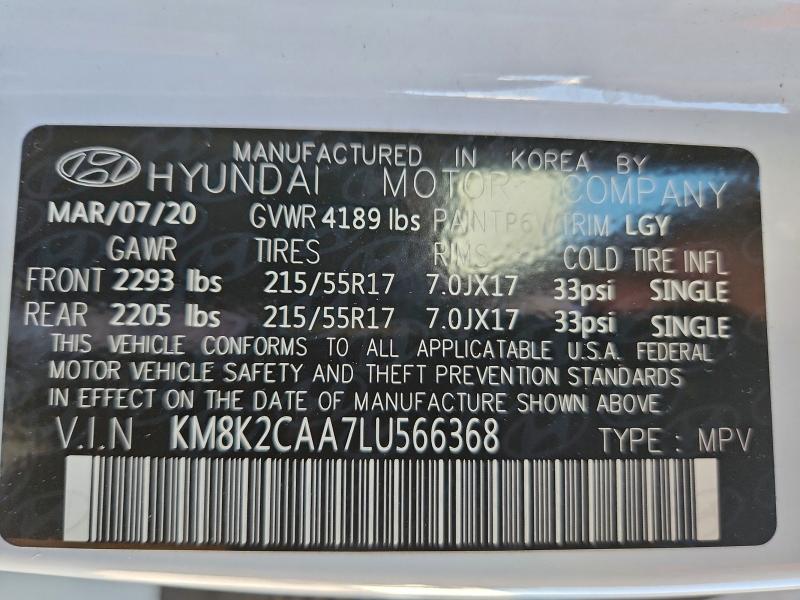 MANUFACTURED IN KOREA BY
HYUNDAI MOTOR COMPANY
MAR/07/20 GVWR 4189 lbs PAINT TRIM LGY
GAWR TIRES RIMS COLD TIRE INFL
FRONT 2293 lbs 215/55R17 7.0JX17 33psi SINGLE
REAR 2205 lbs 215/55R17 7.0JX17 33psi SINGLE
THIS VEHICLE CONFORMS TO ALL APPLICATABLE U.S.A. FEDERAL
MOTOR VEHICLE SAFETY AND THEFT PREVENTION STANDARDS
IN EFFECT ON THE DATE OF MANUFACTURE SHOWN ABOVE
V.I.N KM8K2CAA7LU566368 TYPE : MPV